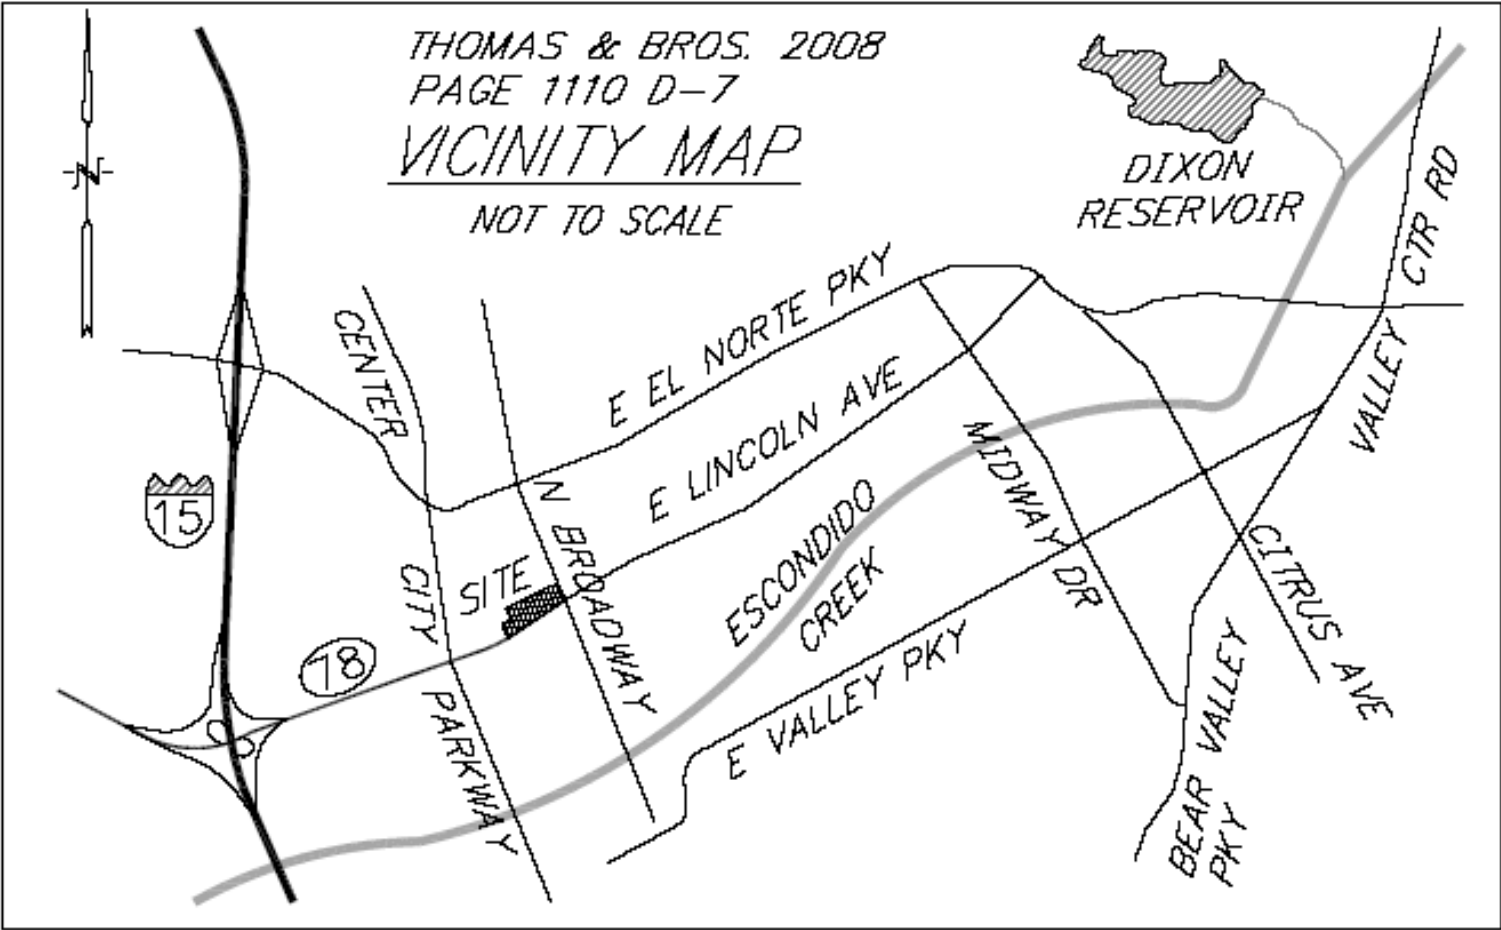 THOMAS & BROS. 2008
PAGE 1110 D-7
VICINITY MAP
NOT TO SCALE
N
DIXON
RESERVOIR
CTR RD
VALLEY
E EL NORTE PKY
CENTER
CITY
PARKWAY
E LINCOLN AVE
N BROADWAY
15
SITE
78
ESCONDIDO
CREEK
MIDWAY DR
E VALLEY PKY
CITRUS AVE
BEAR VALLEY
PKY